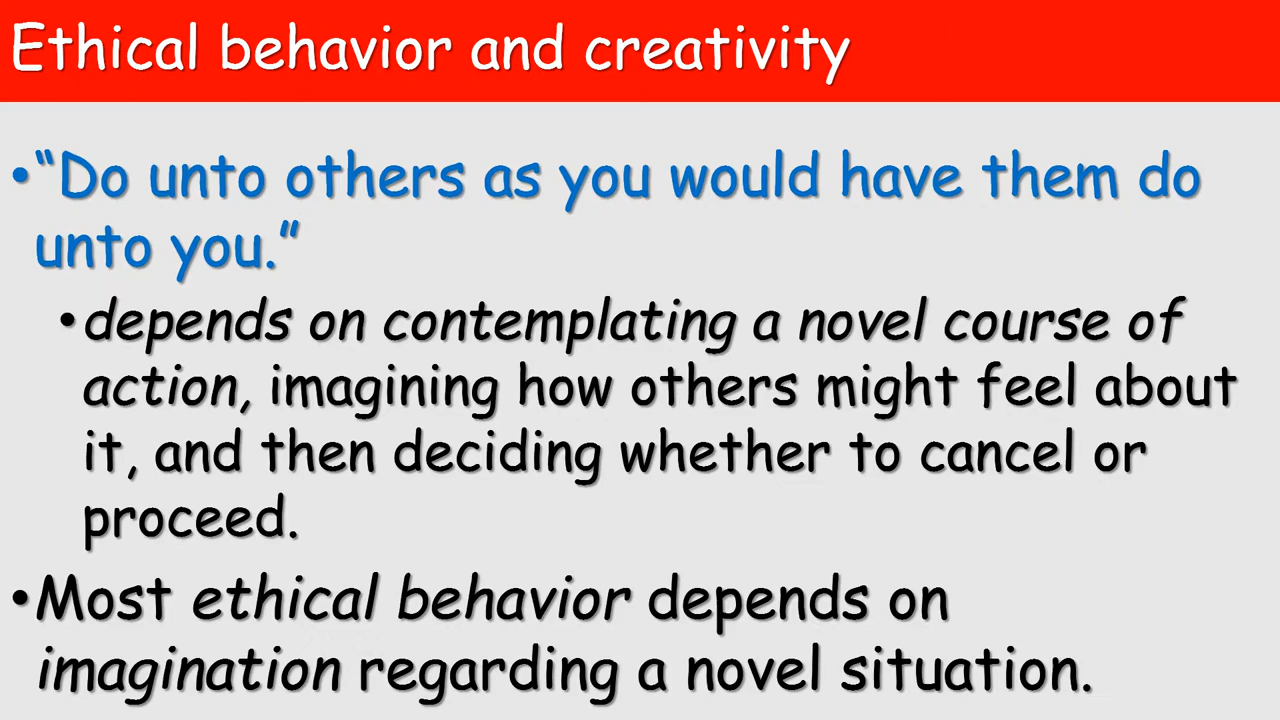 Ethical behavior and creativity
•“Do unto others as you would have them do
unto you.”
•depends on contemplating a novel course of
action, imagining how others might feel about
it, and then deciding whether to cancel or
proceed.
•Most ethical behavior depends on
imagination regarding a novel situation.